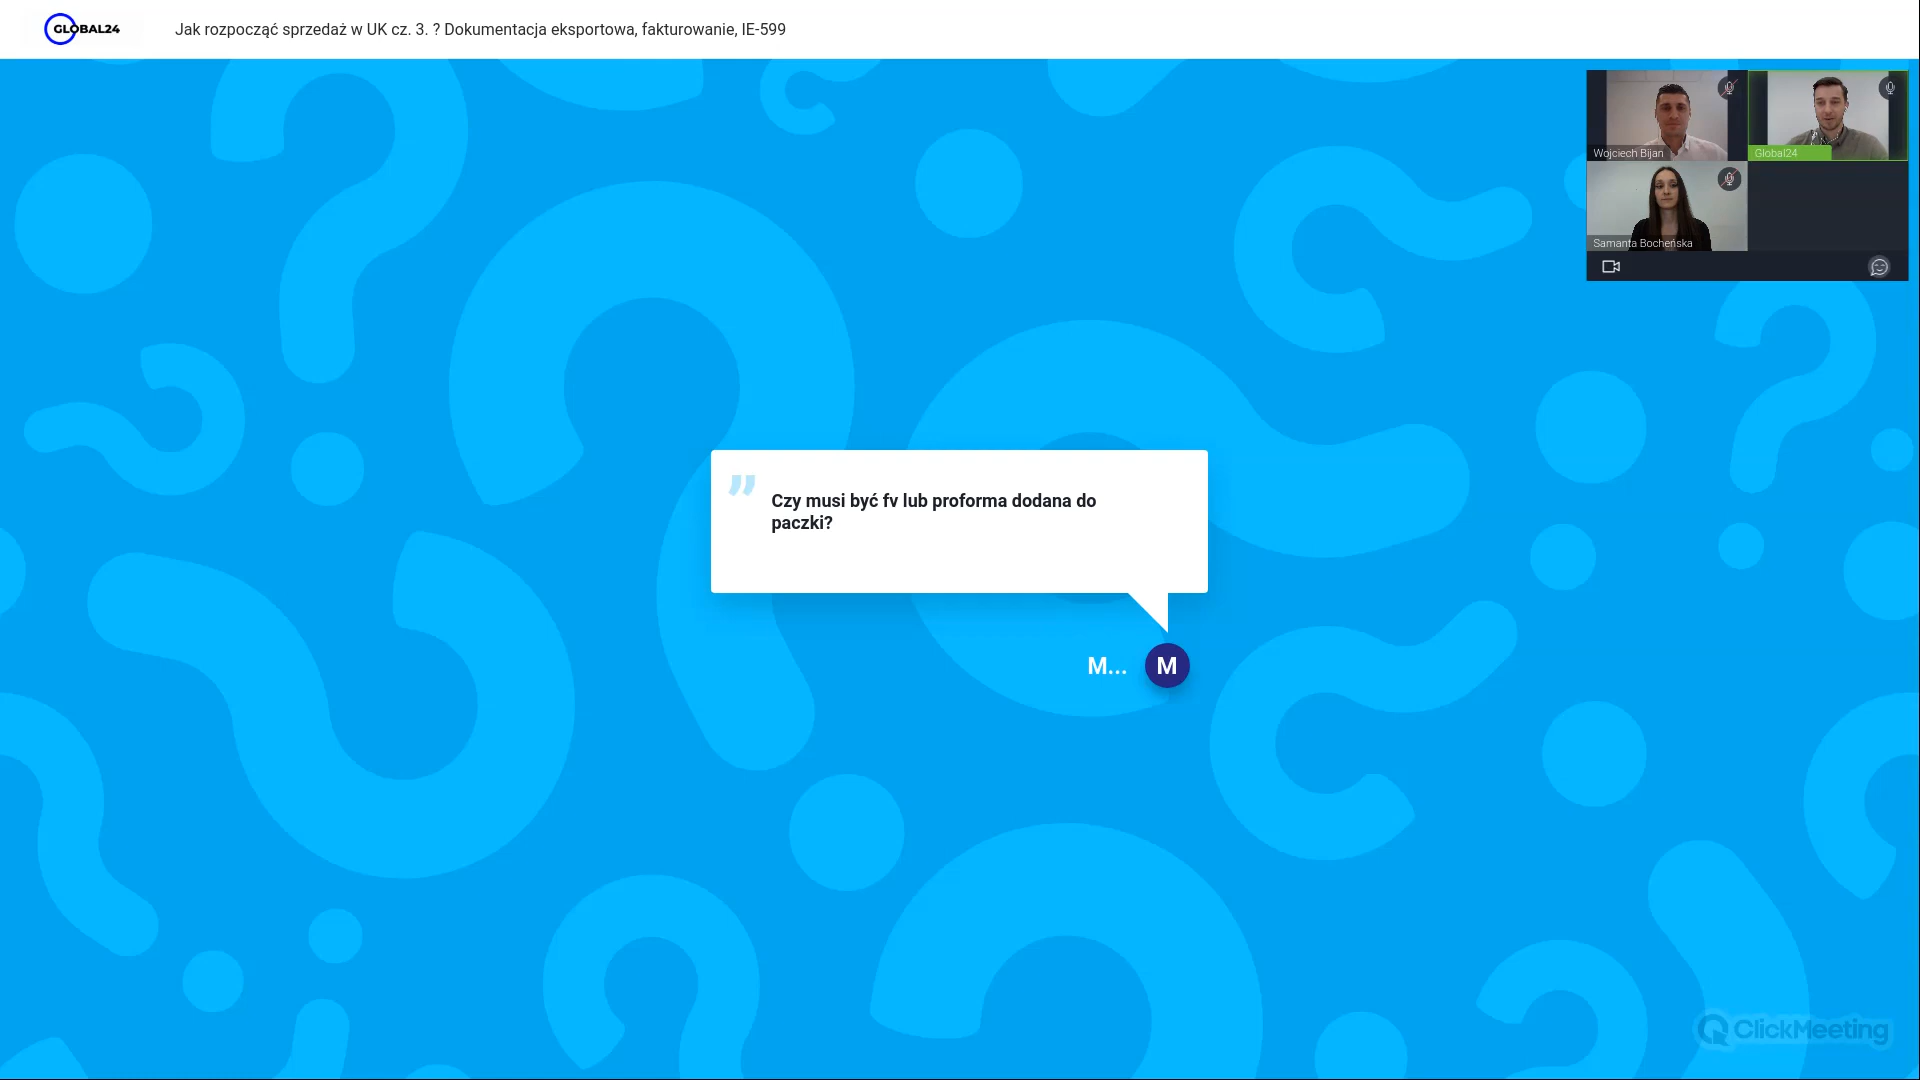 GLOBAL24
Jak rozpocząć sprzedaż w UK cz. 3. ? Dokumentacja eksportowa, fakturowanie, IE-599
Wojciech Bijan
Global24
Samanta Bocheńska
Czy musi być fv lub proforma dodana do
paczki?
M...
M
ClickMeeting